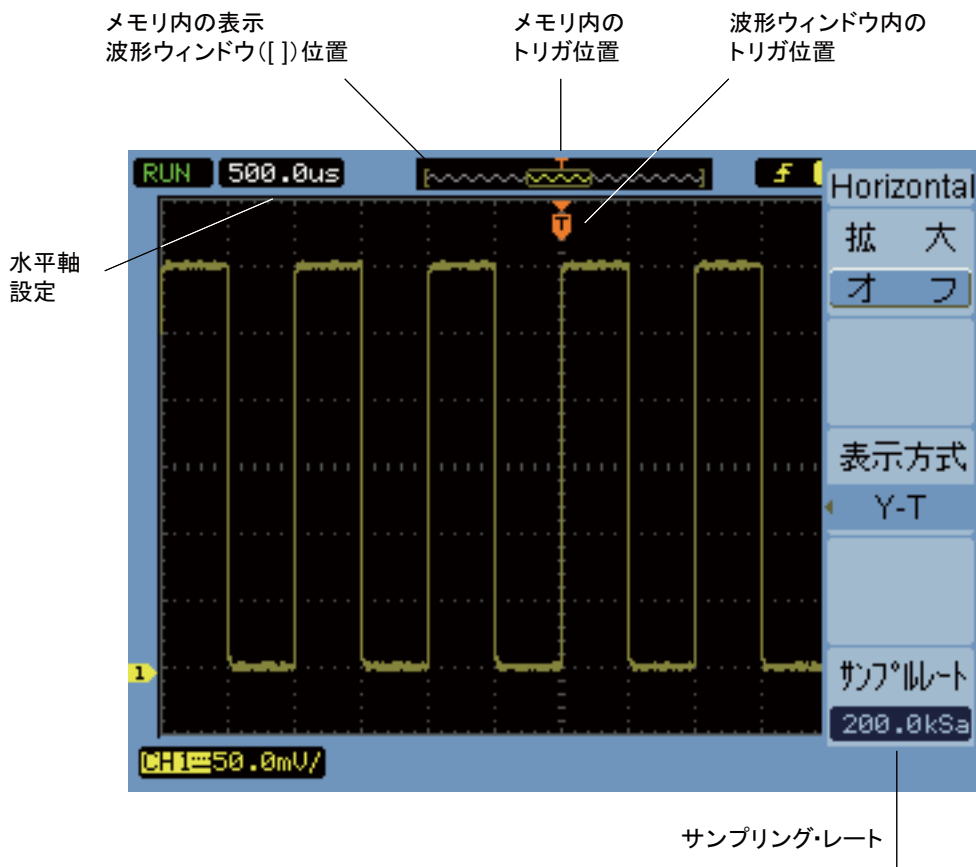 メモリ内の表示
波形ウィンドウ([ ])位置
メモリ内の
トリガ位置
波形ウィンドウ内の
トリガ位置
水平軸
設定
RUN 500.0us
T
T
Horizontal
拡 大
オ フ
表示方式
Y-T
サンプルレート
200.0kSa
1
CH1 50.0mV/
サンプリング・レート